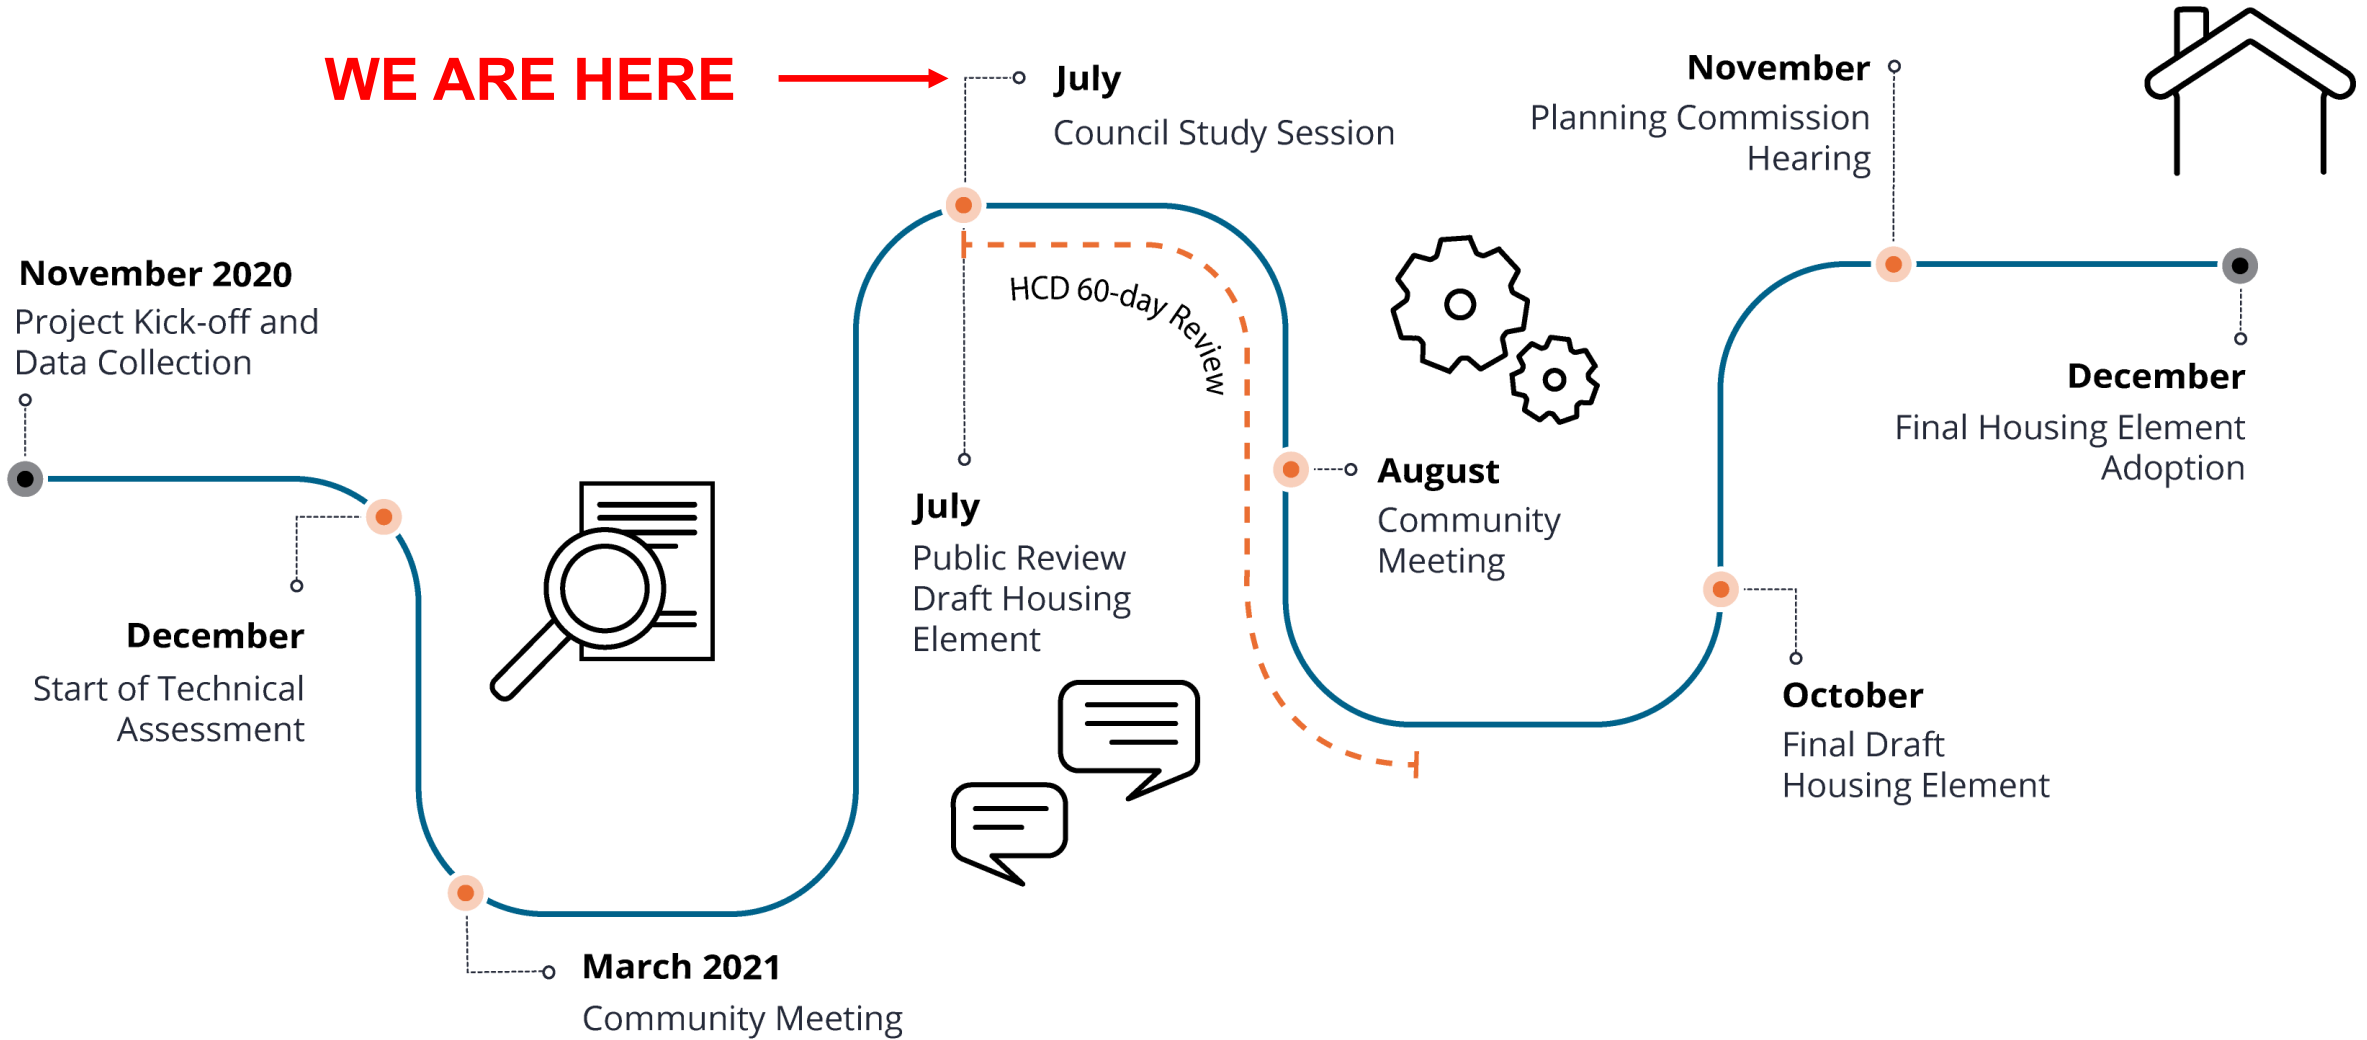 WE ARE HERE
July
Council Study Session
November
Planning Commission
Hearing
November 2020
Project Kick-off and
Data Collection
HCD 60-day Review
December
Final Housing Element
Adoption
August
Community
Meeting
July
Public Review
Draft Housing
Element
December
Start of Technical
Assessment
October
Final Draft
Housing Element
March 2021
Community Meeting